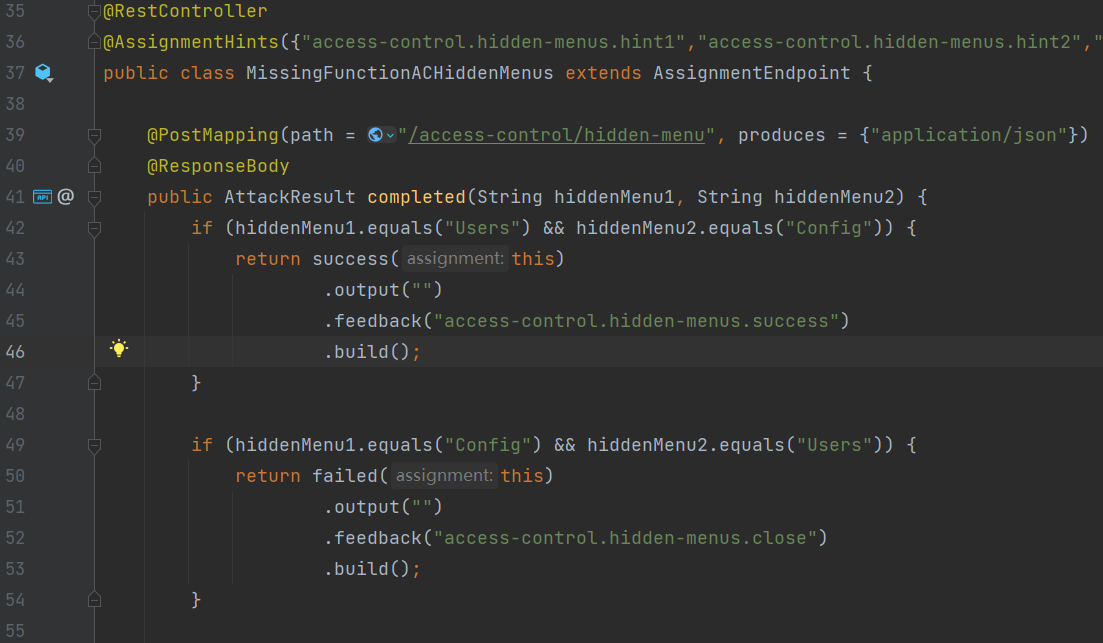 35 @RestController
36 @AssignmentHints({"access-control.hidden-menus.hint1","access-control.hidden-menus.hint2","
37 public class MissingFunctionACHiddenMenus extends AssignmentEndpoint {
38
39 @PostMapping(path = "/access-control/hidden-menu", produces = {"application/json"})
40 @ResponseBody
41 API @ public AttackResult completed(String hiddenMenu1, String hiddenMenu2) {
42 if (hiddenMenu1.equals("Users") && hiddenMenu2.equals("Config")) {
43 return success( assignment: this)
44 .output("")
45 .feedback("access-control.hidden-menus.success")
46 .build();
47 }
48
49 if (hiddenMenu1.equals("Config") && hiddenMenu2.equals("Users")) {
50 return failed( assignment: this)
51 .output("")
52 .feedback("access-control.hidden-menus.close")
53 .build();
54 }
55